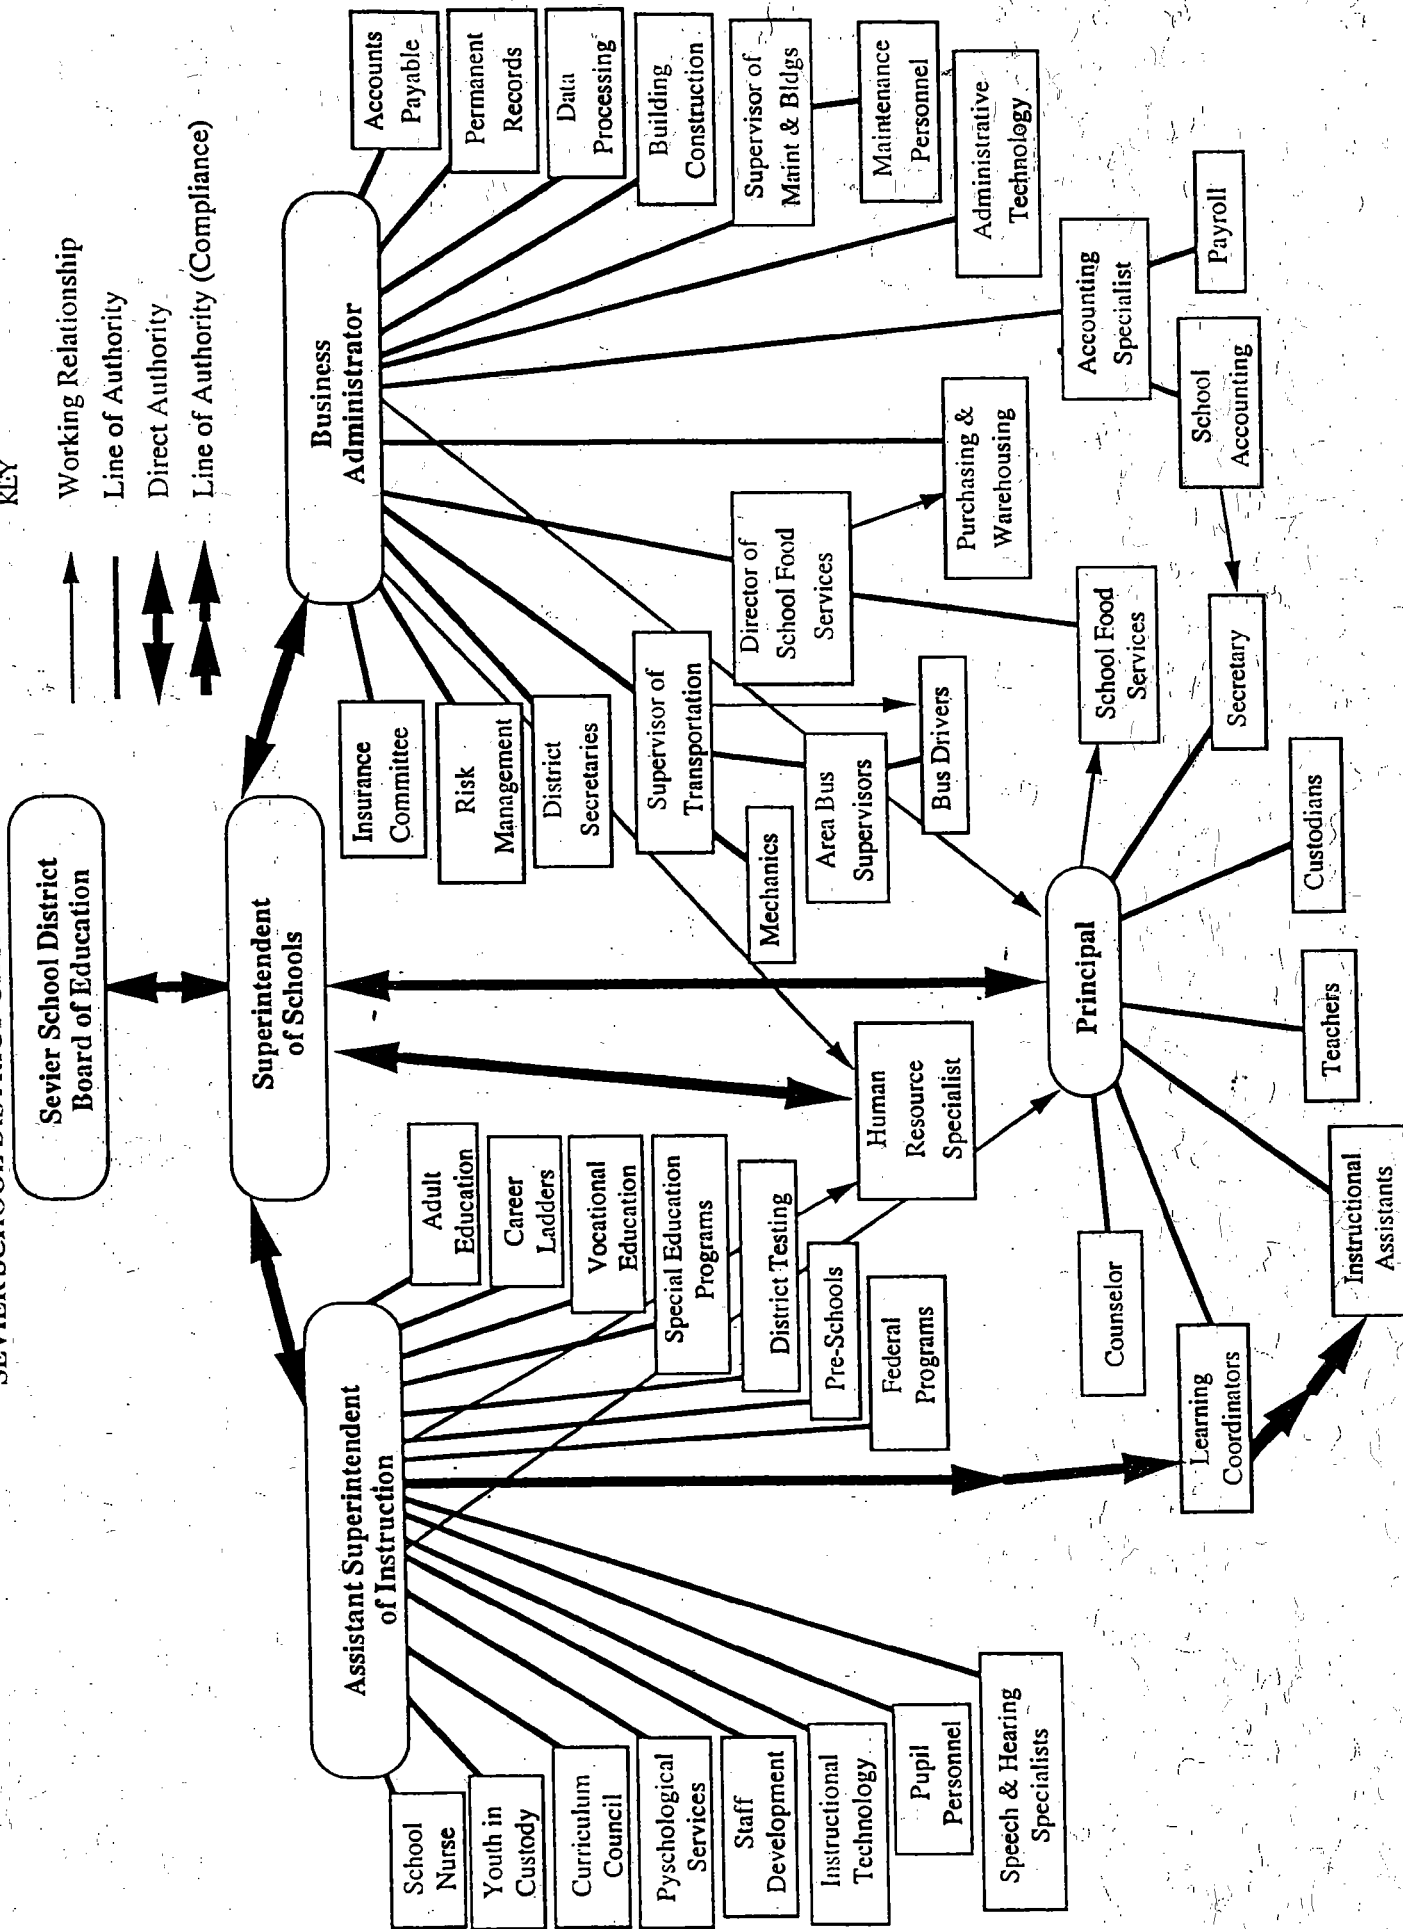 KEY
Working Relationship
Line of Authority
Direct Authority
Line of Authority (Compliance)
Sevier School District
Board of Education
Superintendent
of Schools
Assistant Superintendent
of Instruction
Business
Administrator
School
Nurse
Youth in
Custody
Curriculum
Council
Pyschological
Services
Staff
Development
Instructional
Technology
Pupil
Personnel
Speech & Hearing
Specialists
Adult
Education
Career
Ladders
Vocational
Education
Special Education
Programs
District Testing
Pre-Schools
Federal
Programs
Human
Resource
Specialist
Insurance
Committee
Risk
Management
District
Secretaries
Supervisor of
Transportation
Mechanics
Area Bus
Supervisors
Bus Drivers
Director of
School Food
Services
Purchasing &
Warehousing
Accounts
Payable
Permanent
Records
Data
Processing
Building
Construction
Supervisor of
Maint & Bldgs
Maintenance
Personnel
Administrative
Technology
Accounting
Specialist
Payroll
School
Accounting
Principal
School Food
Services
Secretary
Custodians
Teachers
Instructional
Assistants
Counselor
Learning
Coordinators